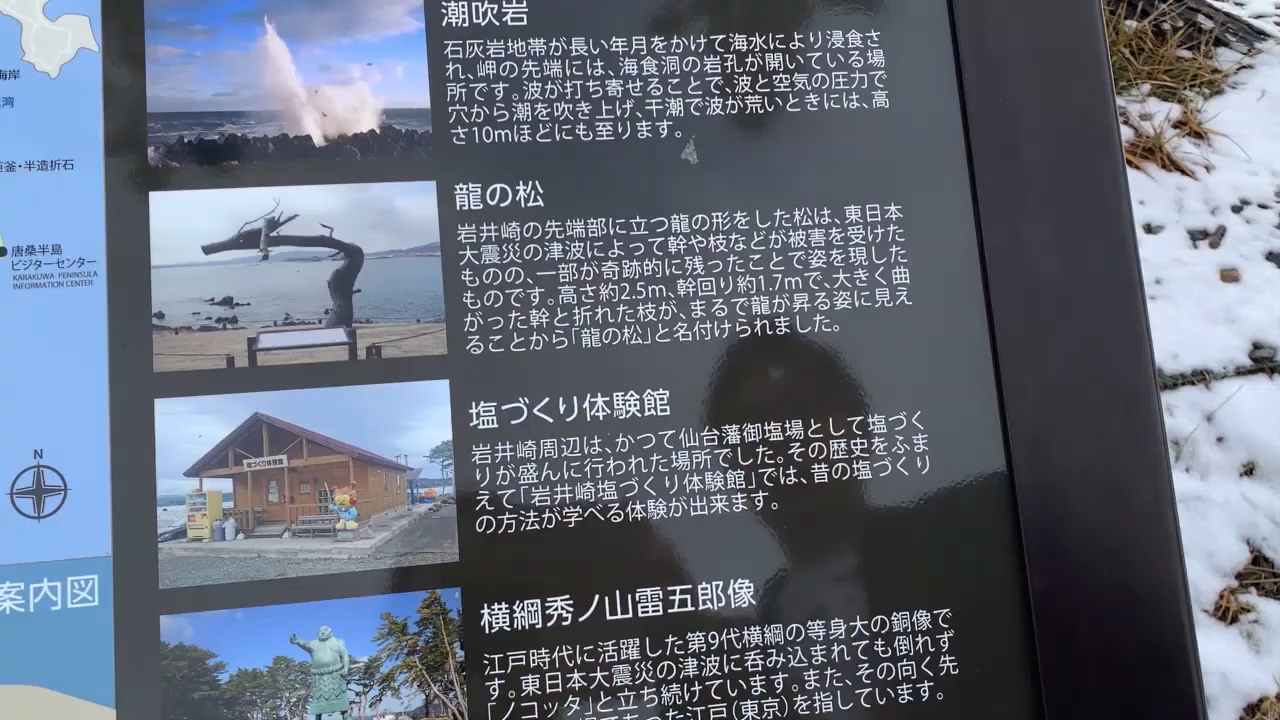 海岸
湾
釜・半造折石
唐桑半島
ビジターセンター
KARAKUWA PENINSULA
INFORMATION CENTER
N
案内図
潮吹岩
石灰岩地帯が長い年月をかけて海水により浸食さ
れ、岬の先端には、海食洞の岩孔が開いている場
所です。波が打ち寄せることで、波と空気の圧力で
穴から潮を吹き上げ、干潮で波が荒いときには、高
さ10mほどにも至ります。
龍の松
岩井崎の先端部に立つ龍の形をした松は、東日本
大震災の津波によって幹や枝などが被害を受けた
ものの、一部が奇跡的に残ったことで姿を現した
ものです。高さ約2.5m、幹回り約1.7mで、大きく曲
がった幹と折れた枝が、まるで龍が昇る姿に見え
ることから「龍の松」と名付けられました。
塩づくり体験館
塩づくり体験館
岩井崎周辺は、かつて仙台藩御塩場として塩づく
りが盛んに行われた場所でした。その歴史をふま
えて「岩井崎塩づくり体験館」では、昔の塩づくり
の方法が学べる体験が出来ます。
横綱秀ノ山雷五郎像
江戸時代に活躍した第9代横綱の等身大の銅像で
す。東日本大震災の津波に呑み込まれても倒れず
「ノコッタ」と立ち続けています。また、その向く先
であった江戸(東京)を指しています。